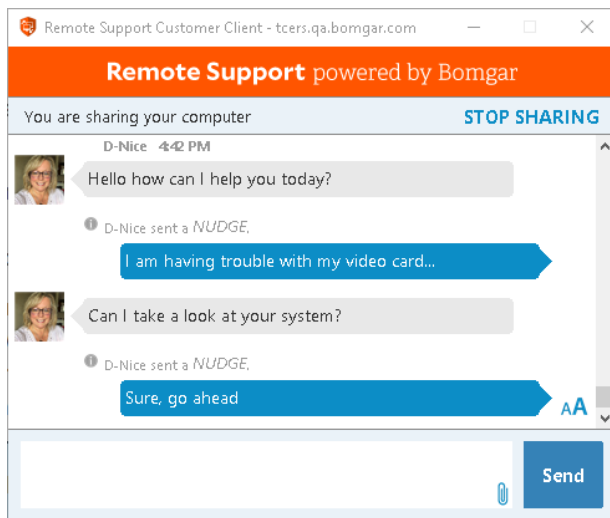 Remote Support Customer Client - tcers.qa.bomgar.com
Remote Support powered by Bomgar
You are sharing your computer STOP SHARING
D-Nice 4:42 PM
Hello how can I help you today?
D-Nice sent a NUDGE.
I am having trouble with my video card...
Can I take a look at your system?
D-Nice sent a NUDGE.
Sure, go ahead
AA
Send